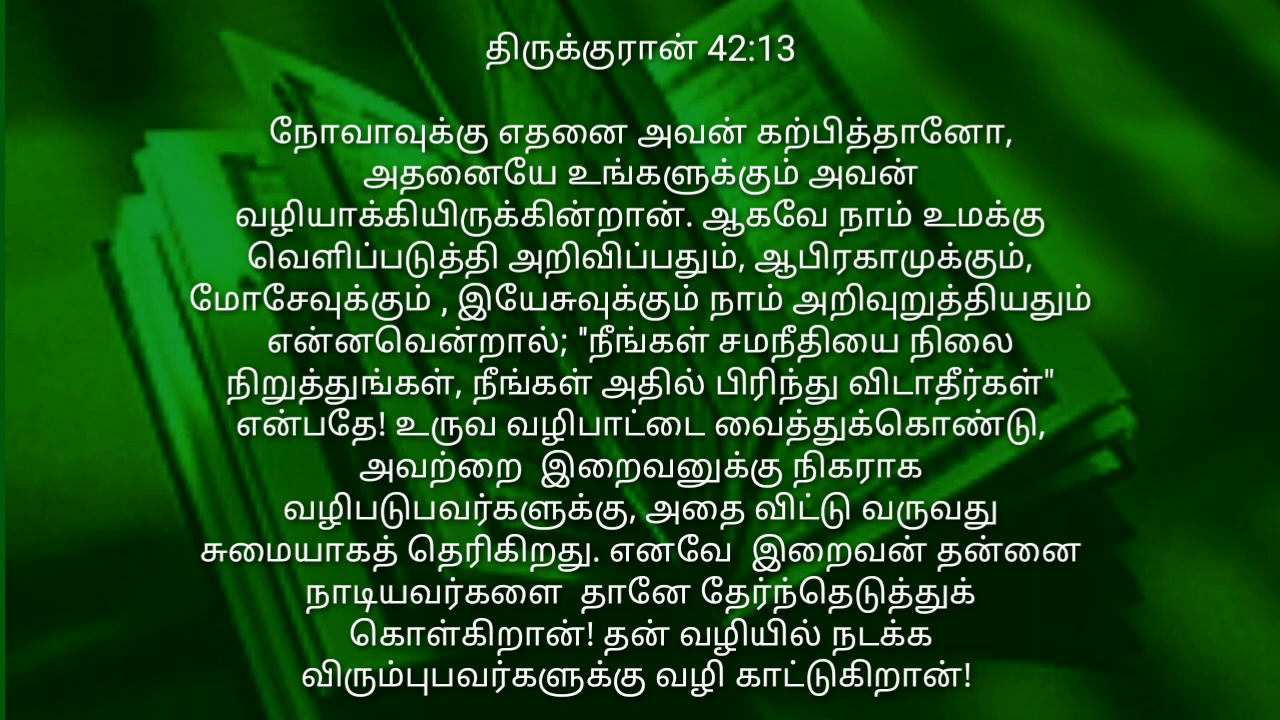 திருக்குரான் 42:13
நோவாவுக்கு எதனை அவன் கற்பித்தானோ,
அதனையே உங்களுக்கும் அவன்
வழியாக்கியிருக்கின்றான். ஆகவே நாம் உமக்கு
வெளிப்படுத்தி அறிவிப்பதும், ஆபிரகாமுக்கும்,
மோசேவுக்கும் , இயேசுவுக்கும் நாம் அறிவுறுத்தியதும்
என்னவென்றால்; "நீங்கள் சமநீதியை நிலை
நிறுத்துங்கள், நீங்கள் அதில் பிரிந்து விடாதீர்கள்"
என்பதே! உருவ வழிபாட்டை வைத்துக்கொண்டு,
அவற்றை இறைவனுக்கு நிகராக
வழிபடுபவர்களுக்கு, அதை விட்டு வருவது
சுமையாகத் தெரிகிறது. எனவே இறைவன் தன்னை
நாடியவர்களை தானே தேர்ந்தெடுத்துக்
கொள்கிறான்! தன் வழியில் நடக்க
விரும்புபவர்களுக்கு வழி காட்டுகிறான்!